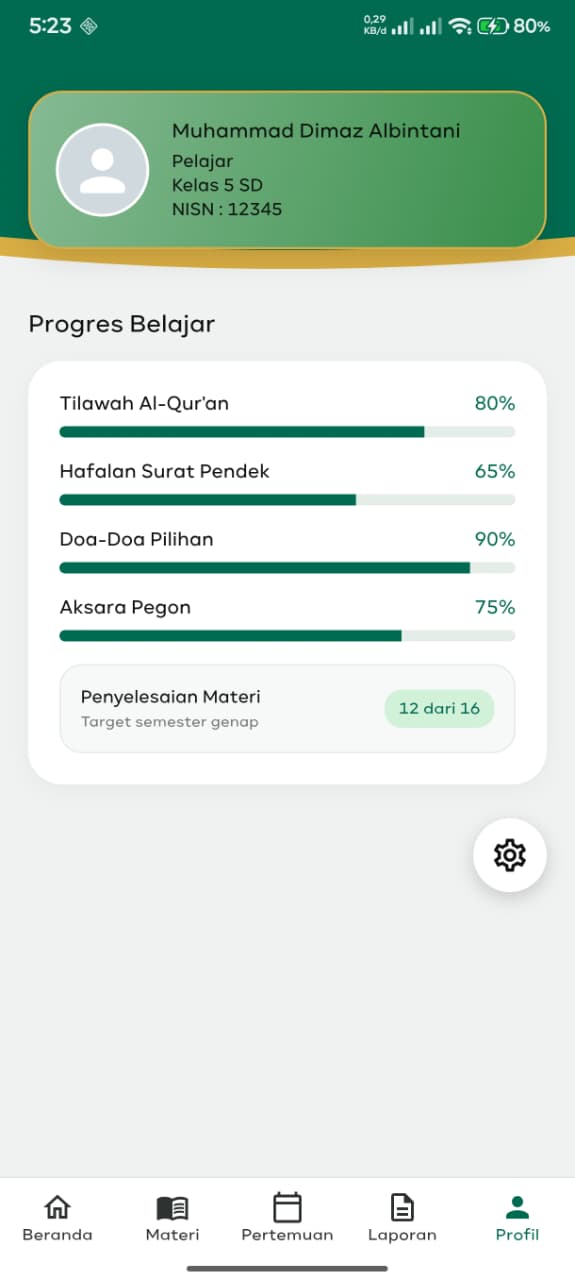 5:23
0,29
KB/d
80%
Muhammad Dimaz Albintani
Pelajar
Kelas 5 SD
NISN : 12345
Progres Belajar
Tilawah Al-Qur'an 80%
Hafalan Surat Pendek 65%
Doa-Doa Pilihan 90%
Aksara Pegon 75%
Penyelesaian Materi
Target semester genap
12 dari 16
Beranda Materi Pertemuan Laporan Profil